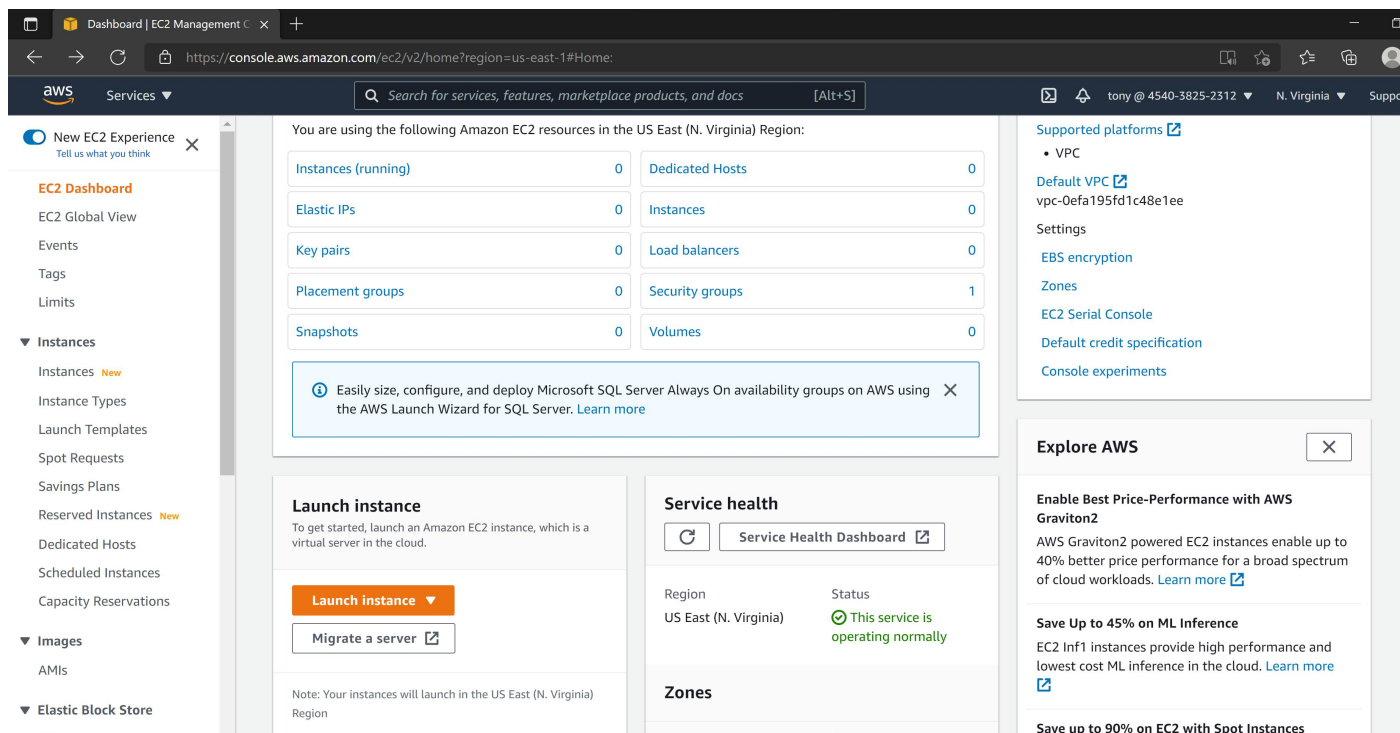 Dashboard | EC2 Management C
https://console.aws.amazon.com/ec2/v2/home?region=us-east-1#Home:
aws
Services ▼
Search for services, features, marketplace products, and docs
[Alt+S]
tony @ 4540-3825-2312 ▼
N. Virginia ▼
Suppo
New EC2 Experience
Tell us what you think
EC2 Dashboard
EC2 Global View
Events
Tags
Limits
Instances
Instances New
Instance Types
Launch Templates
Spot Requests
Savings Plans
Reserved Instances New
Dedicated Hosts
Scheduled Instances
Capacity Reservations
Images
AMIs
Elastic Block Store
You are using the following Amazon EC2 resources in the US East (N. Virginia) Region:
Instances (running) 0
Dedicated Hosts 0
Elastic IPs 0
Instances 0
Key pairs 0
Load balancers 0
Placement groups 0
Security groups 1
Snapshots 0
Volumes 0
Easily size, configure, and deploy Microsoft SQL Server Always On availability groups on AWS using
the AWS Launch Wizard for SQL Server. Learn more
Launch instance
To get started, launch an Amazon EC2 instance, which is a
virtual server in the cloud.
Launch instance ▼
Migrate a server
Note: Your instances will launch in the US East (N. Virginia)
Region
Service health
Service Health Dashboard
Region
Status
US East (N. Virginia)
This service is
operating normally
Zones
Supported platforms
• VPC
Default VPC
vpc-0efa195fd1c48e1ee
Settings
EBS encryption
Zones
EC2 Serial Console
Default credit specification
Console experiments
Explore AWS
Enable Best Price-Performance with AWS
Graviton2
AWS Graviton2 powered EC2 instances enable up to
40% better price performance for a broad spectrum
of cloud workloads. Learn more
Save Up to 45% on ML Inference
EC2 Inf1 instances provide high performance and
lowest cost ML inference in the cloud. Learn more
Save up to 90% on EC2 with Spot Instances